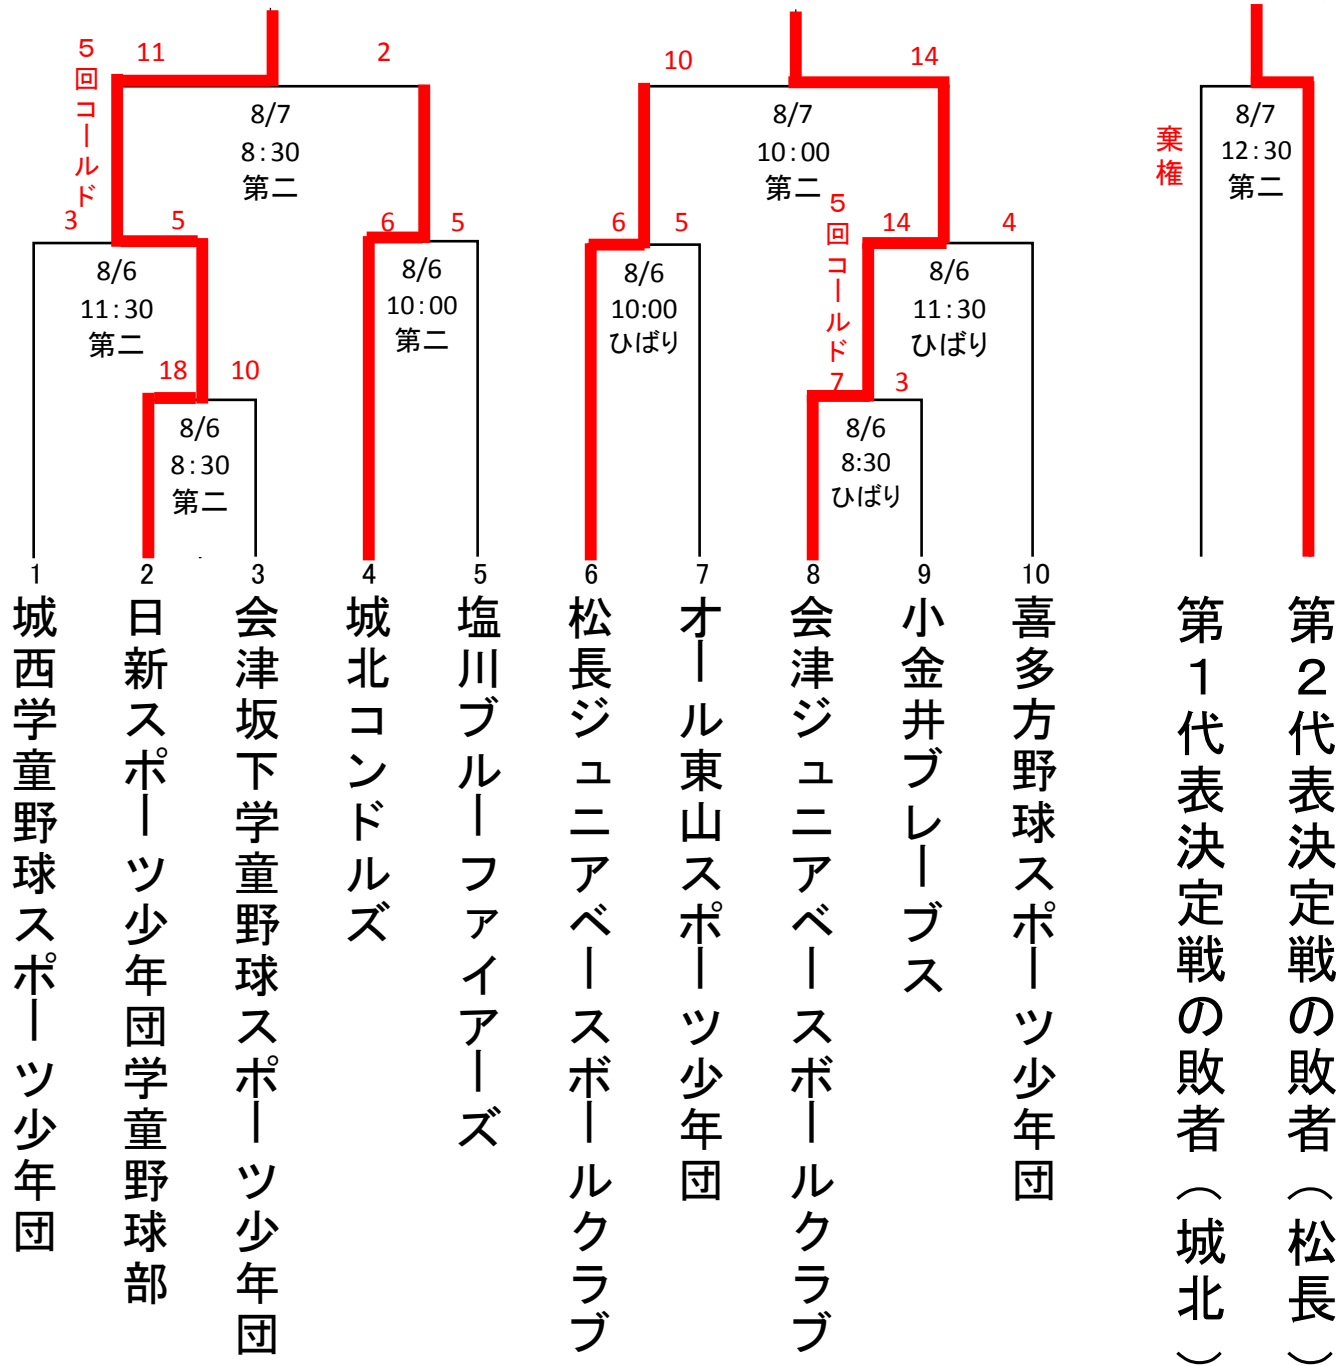 11
2
10
14
5回コールド
8/7
8:30
第二
8/7
10:00
第二
8/7
12:30
第二
棄権
3
5
6
5
6
5
5回コールド
14
4
8/6
11:30
第二
8/6
10:00
第二
8/6
10:00
ひばり
8/6
11:30
ひばり
18
10
7
3
8/6
8:30
第二
8/6
8:30
ひばり
1
城西学童野球スポーツ少年団
2
日新スポーツ少年団学童野球部
3
会津坂下学童野球スポーツ少年団
4
城北コンドルズ
5
塩川ブルーファイアーズ
6
松長ジュニアベースボールクラブ
7
オール東山スポーツ少年団
8
会津ジュニアベースボールクラブ
9
小金井ブレーブス
10
喜多方野球スポーツ少年団
第1代表決定戦の敗者(城北)
第2代表決定戦の敗者(松長)